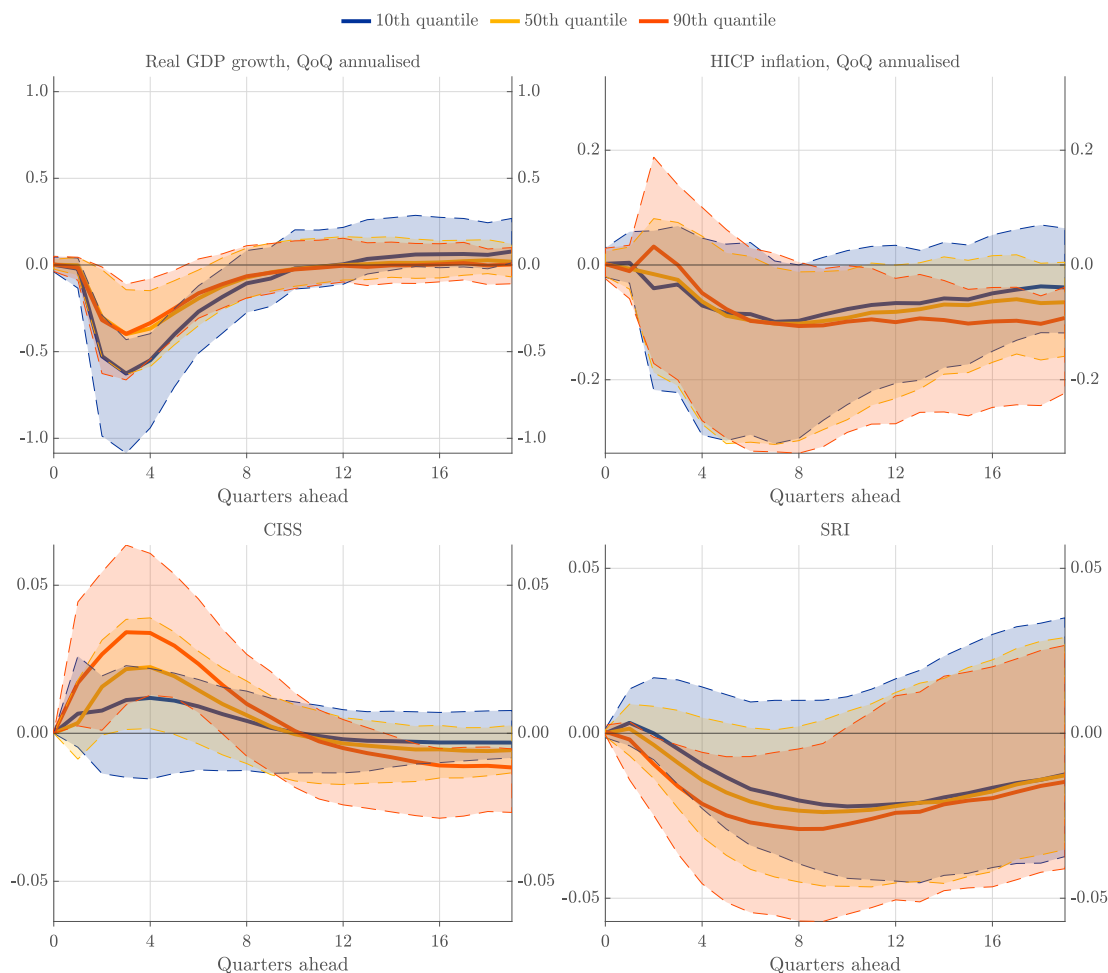 10th quantile 50th quantile 90th quantile
Real GDP growth, QoQ annualised
1.0 1.0
0.5 0.5
0.0 0.0
-0.5 -0.5
-1.0 -1.0
0 4 8 12 16
Quarters ahead
HICP inflation, QoQ annualised
0.2 0.2
0.0 0.0
-0.2 -0.2
0 4 8 12 16
Quarters ahead
CISS
0.05 0.05
0.00 0.00
-0.05 -0.05
0 4 8 12 16
Quarters ahead
SRI
0.05 0.05
0.00 0.00
-0.05 -0.05
0 4 8 12 16
Quarters ahead